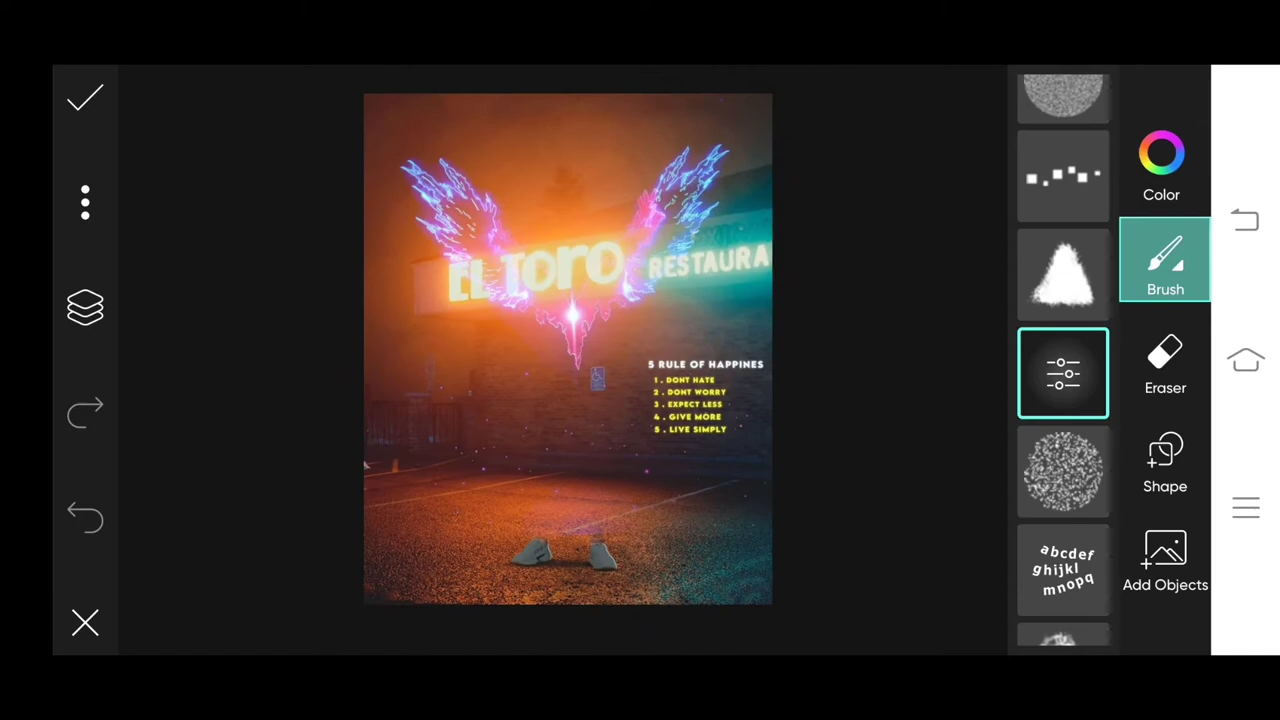 Color
EL Toro
RESTAURA
Brush
5 RULE OF HAPPINES
1 . DONT HATE
2 . DONT WORRY
3 . EXPECT LESS
4 . GIVE MORE
5 . LIVE SIMPLY
Eraser
Shape
abcdef
ghijkl
mnopq
Add Objects